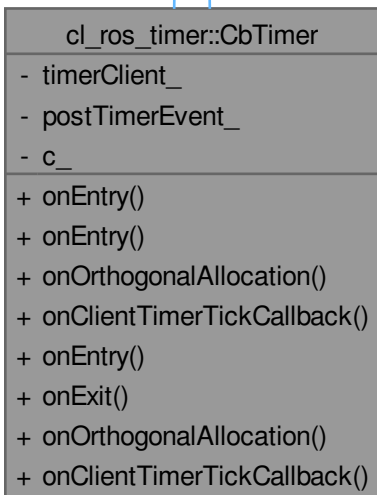 cl_ros_timer::CbTimer
- timerClient_
- postTimerEvent_
- c_
+ onEntry()
+ onEntry()
+ onOrthogonalAllocation()
+ onClientTimerTickCallback()
+ onEntry()
+ onExit()
+ onOrthogonalAllocation()
+ onClientTimerTickCallback()